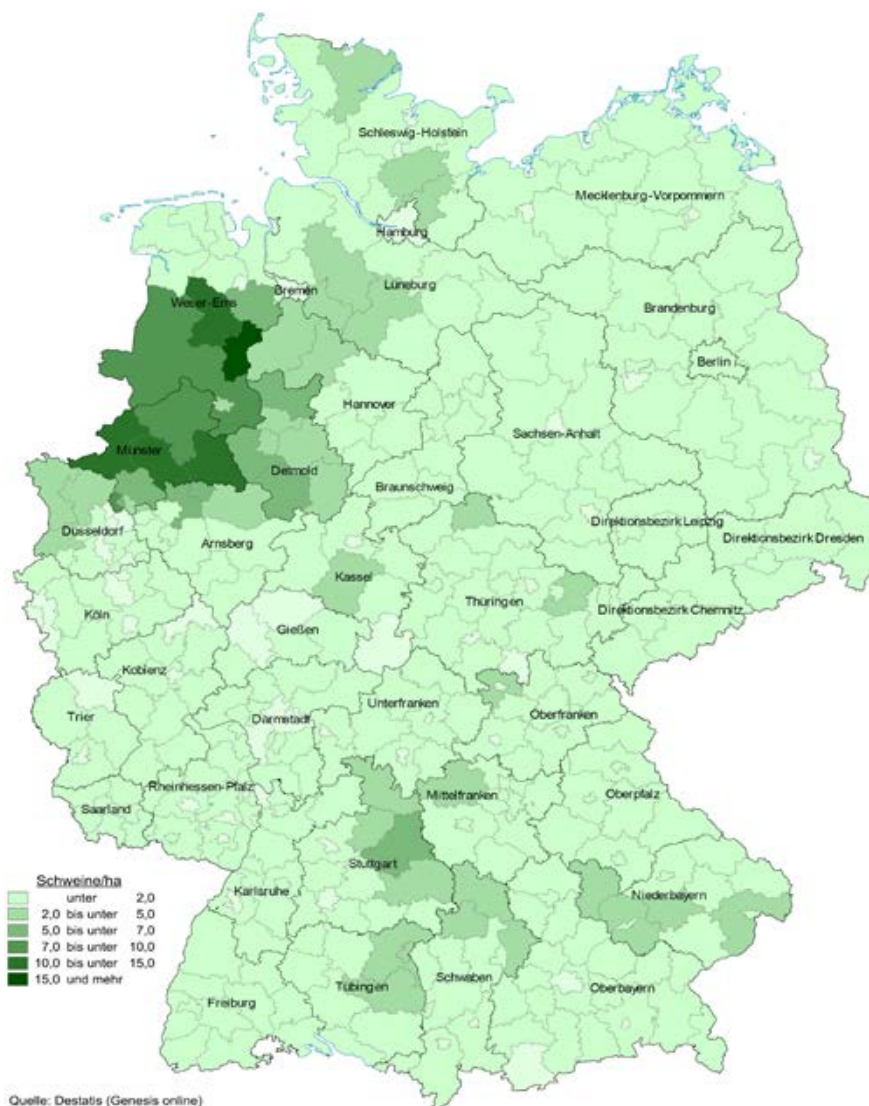 Schleswig-Holstein
Mecklenburg-Vorpommern
Hamburg
Bremen
Lüneburg
Weser-Ems
Brandenburg
Berlin
Hannover
Sachsen-Anhalt
Münster
Detmold
Braunschweig
Direktionsbezirk Leipzig
Düsseldorf
Arnsberg
Direktionsbezirk Dresden
Kassel
Thüringen
Direktionsbezirk Chemnitz
Köln
Gießen
Koblenz
Unterfranken
Trier
Darmstadt
Oberfranken
Rheinhessen-Pfalz
Mittelfranken
Oberpfalz
Saarland
Stuttgart
Karlsruhe
Niederbayern
Schwaben
Tübingen
Oberbayern
Freiburg
Schweine/ha
unter 2,0
2,0 bis unter 5,0
5,0 bis unter 7,0
7,0 bis unter 10,0
10,0 bis unter 15,0
15,0 und mehr
Quelle: Destatis (Genesis online)